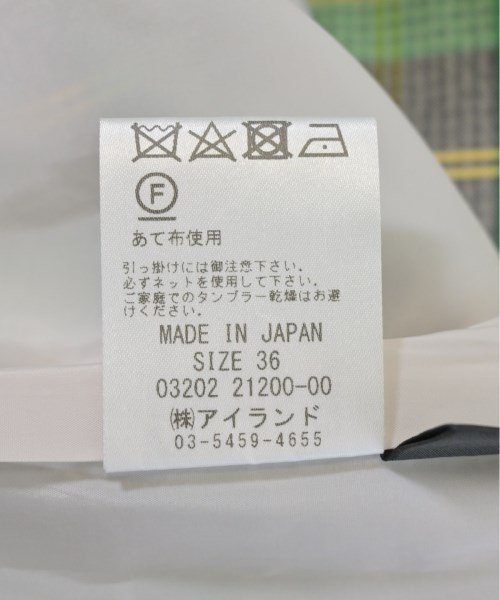 F
あて布使用
引っ掛けには御注意下さい。
必ずネットを使用して下さい。
ご家庭でのタンブラー乾燥はお避
けください。
MADE IN JAPAN
SIZE 36
03202 21200-00
㈱アイランド
03-5459-4655